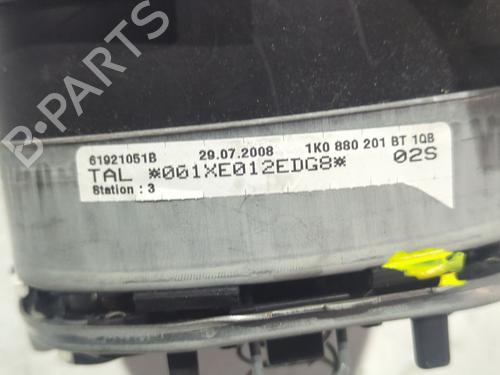 B-PARTS
61921051B 29.07.2008 1K0 880 201 BT 1QB
TAL *001XE012EDG8* 02S
Station : 3